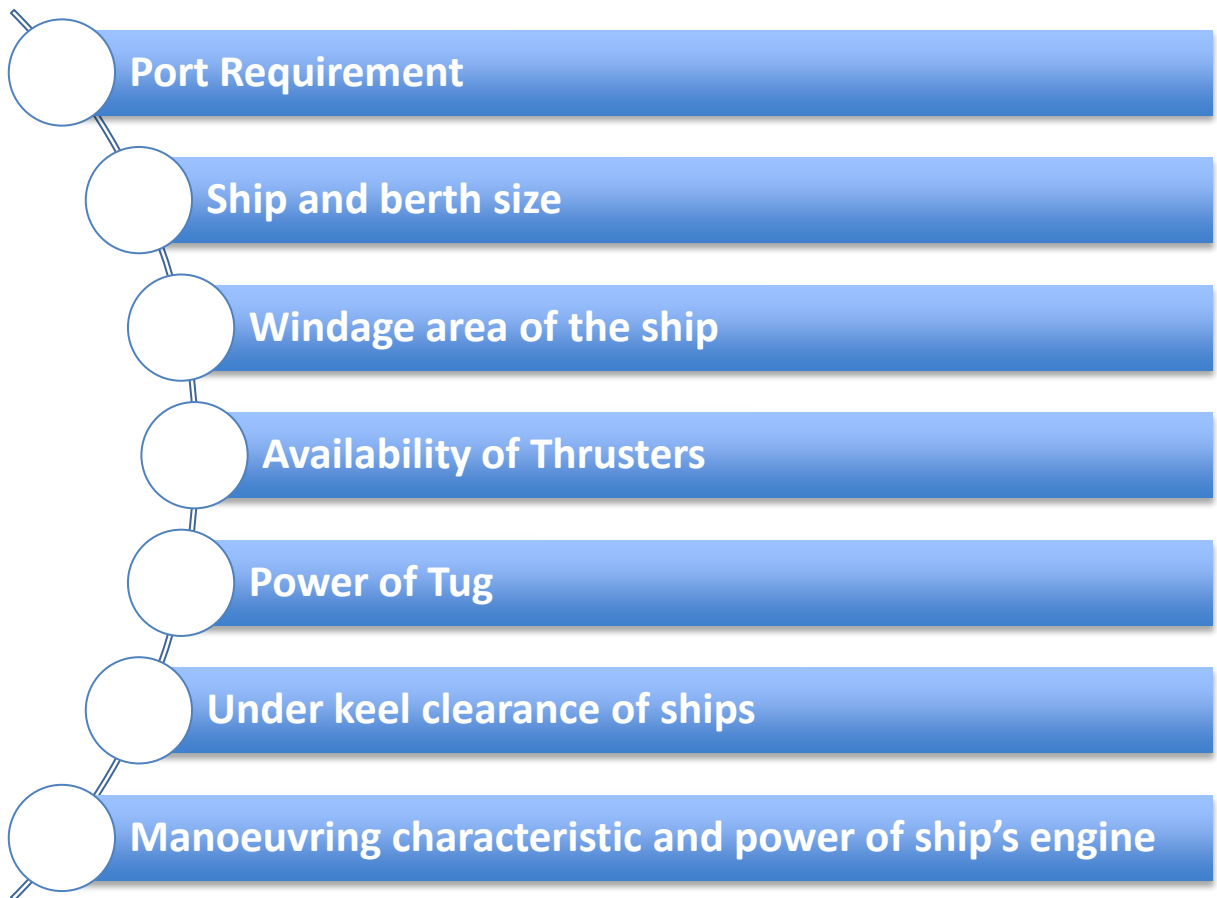 Port Requirement
Ship and berth size
Windage area of the ship
Availability of Thrusters
Power of Tug
Under keel clearance of ships
Manoeuvring characteristic and power of ship’s engine